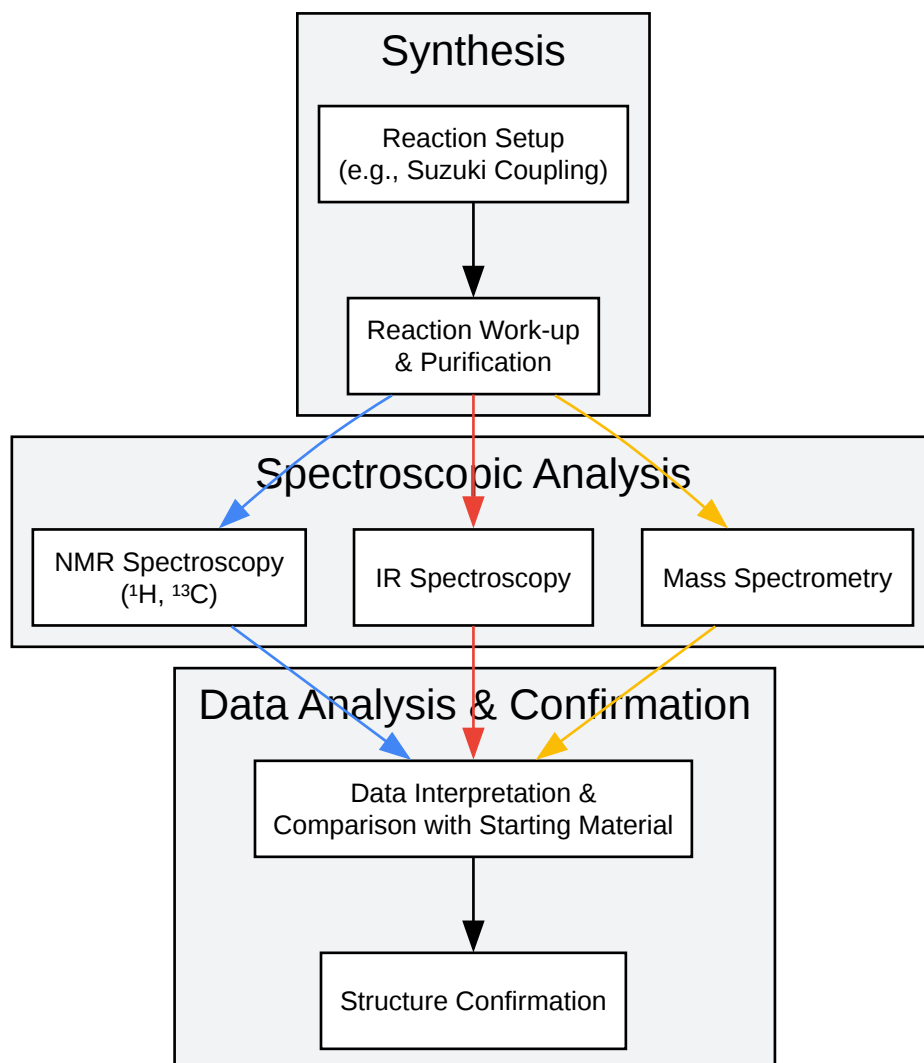 Synthesis
Reaction Setup
(e.g., Suzuki Coupling)
Reaction Work-up
& Purification
Spectroscopic Analysis
NMR Spectroscopy
(¹H, ¹³C)
IR Spectroscopy
Mass Spectrometry
Data Analysis & Confirmation
Data Interpretation &
Comparison with Starting Material
Structure Confirmation